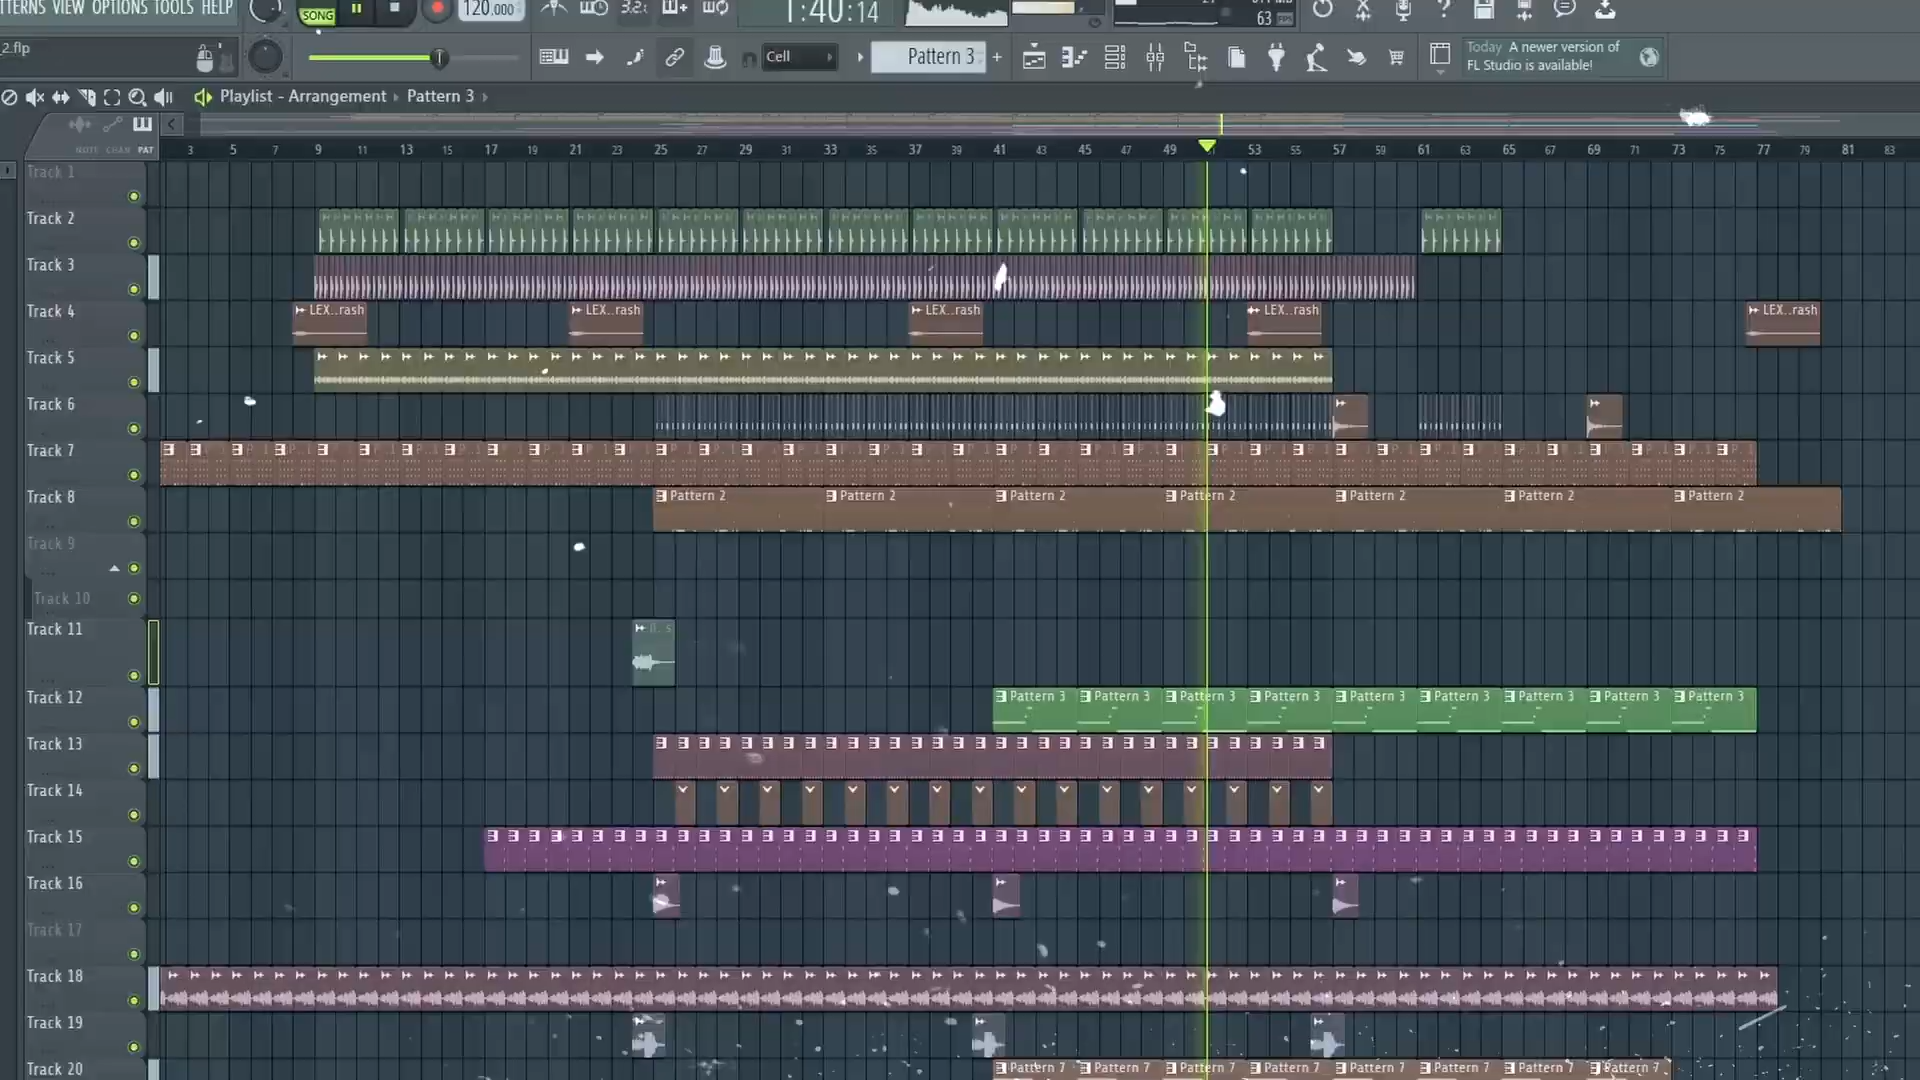 TTERNS VIEW OPTIONS TOOLS HELP
SONG
120.000
3.2.:
1:40:14
63 FPS
_2.flp
Cell
Pattern 3
Today A newer version of
FL Studio is available!
Playlist - Arrangement › Pattern 3 ›
NOTE CHAN PAT
3 5 7 9 11 13 15 17 19 21 23 25 27 29 31 33 35 37 39 41 43 45 47 49 53 55 57 59 61 63 65 67 69 71 73 75 77 79 81 83
Track 1
Track 2
Track 3
Track 4
LEX..rash LEX..rash LEX..rash LEX..rash LEX..rash
Track 5
Track 6
Track 7
Track 8
Pattern 2 Pattern 2 Pattern 2 Pattern 2 Pattern 2 Pattern 2 Pattern 2
Track 9
Track 10
Track 11
Track 12
Pattern 3 Pattern 3 Pattern 3 Pattern 3 Pattern 3 Pattern 3 Pattern 3 Pattern 3 Pattern 3
Track 13
Track 14
Track 15
Track 16
Track 17
Track 18
Track 19
Track 20
Pattern 7 Pattern 7 Pattern 7 Pattern 7 Pattern 7 Pattern 7 Pattern 7 Pattern 7